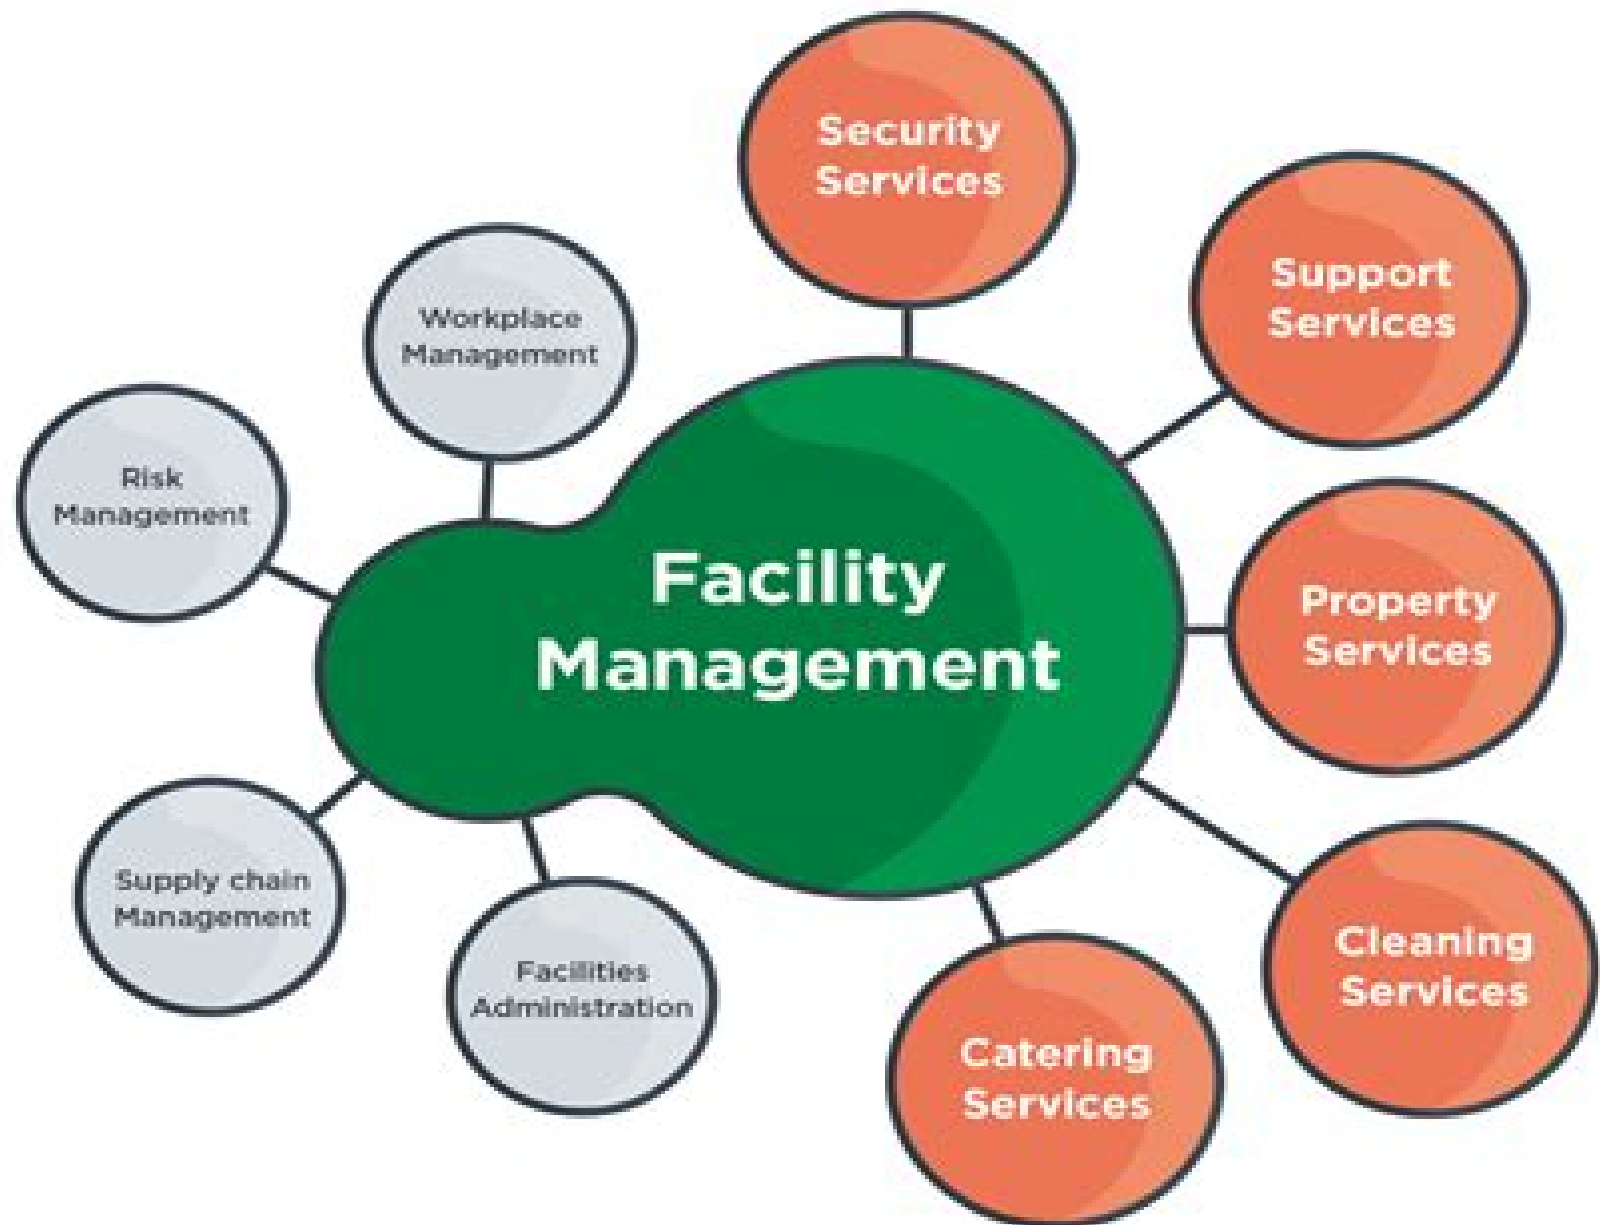 Security
Services
Support
Services
Workplace
Management
Risk
Management
Facility
Management
Property
Services
Supply chain
Management
Facilities
Administration
Cleaning
Services
Catering
Services